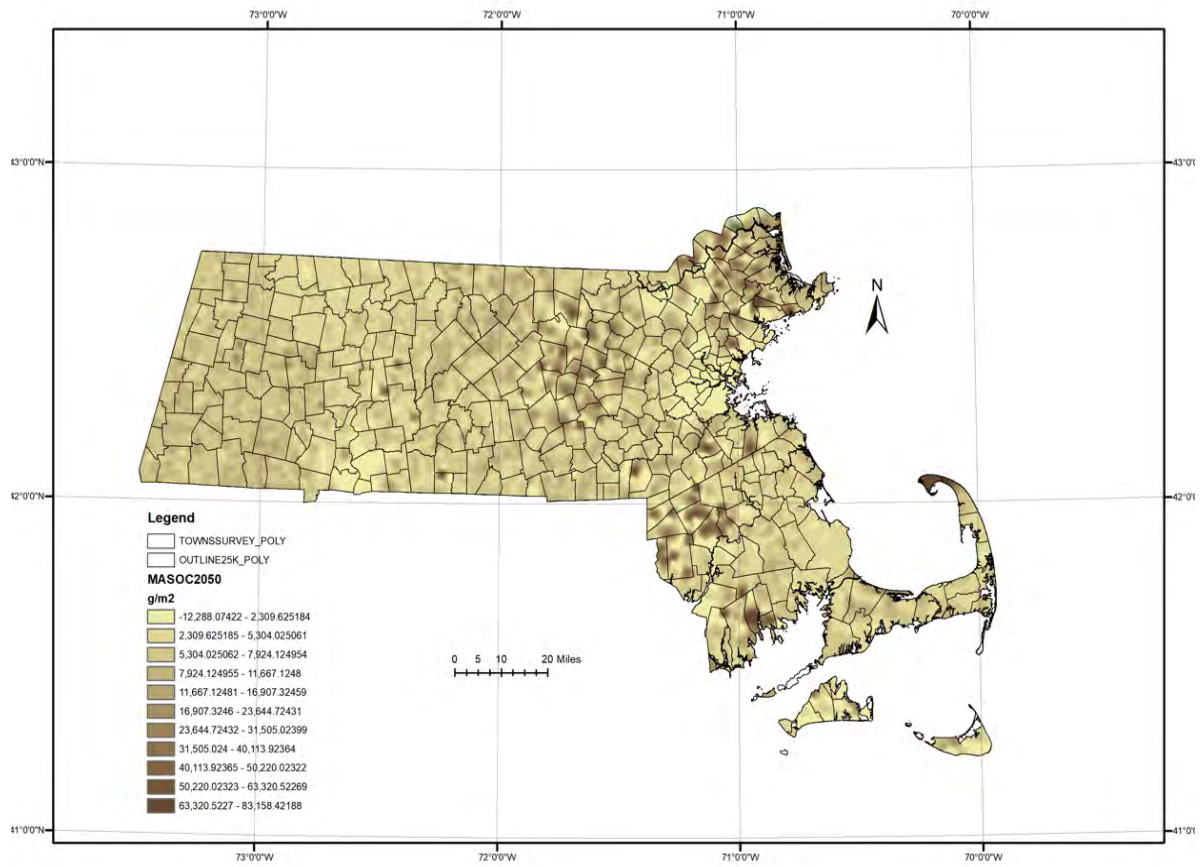 73°0'0"W 72°0'0"W 71°0'0"W 70°0'0"W
43°0'0"N 43°0'0"N
N
42°0'0"N 42°0'0"N
Legend
TOWNSSURVEY_POLY
OUTLINE25K_POLY
MASOC2050
g/m2
-12,288.07422 - 2,309.625184
2,309.625185 - 5,304.025061
5,304.025062 - 7,924.124954
7,924.124955 - 11,667.1248
11,667.12481 - 16,907.32459
16,907.3246 - 23,644.72431
23,644.72432 - 31,505.02399
31,505.024 - 40,113.92364
40,113.92365 - 50,220.02322
50,220.02323 - 63,320.52269
63,320.5227 - 83,158.42188
0 5 10 20 Miles
41°0'0"N 41°0'0"N
73°0'0"W 72°0'0"W 71°0'0"W 70°0'0"W